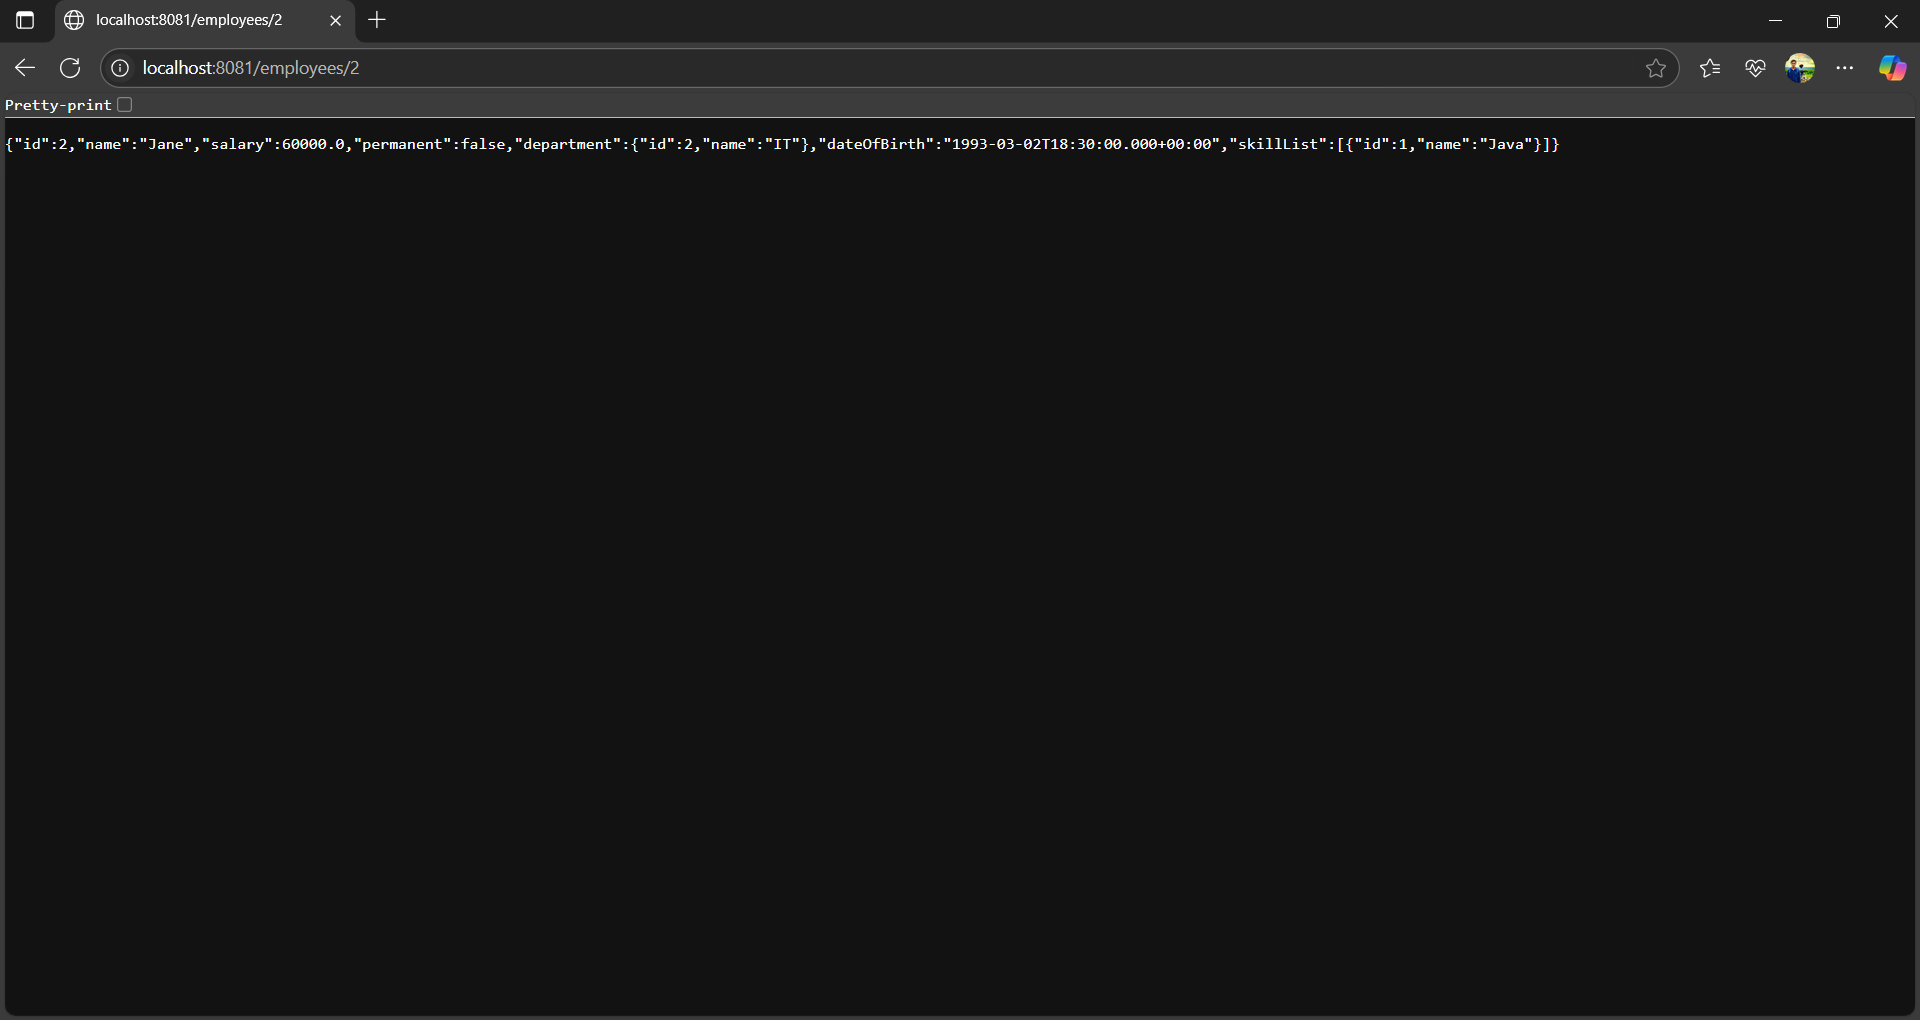 localhost:8081/employees/2
localhost:8081/employees/2
Pretty-print
{"id":2,"name":"Jane","salary":60000.0,"permanent":false,"department":{"id":2,"name":"IT"},"dateOfBirth":"1993-03-02T18:30:00.000+00:00","skillList":[{"id":1,"name":"Java"}]}